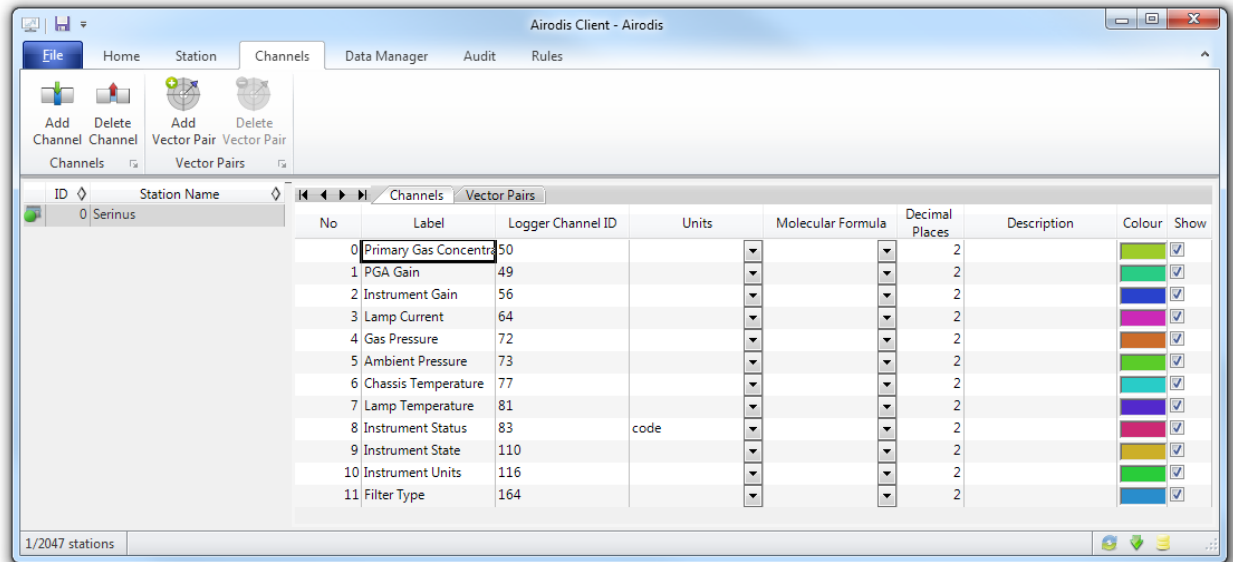 Airodis Client - Airodis
File Home Station Channels Data Manager Audit Rules
Add Delete Add Delete
Channel Channel Vector Pair Vector Pair
Channels Vector Pairs
ID Station Name Channels Vector Pairs
0 Serinus
No Label Logger Channel ID Units Molecular Formula Decimal Places Description Colour Show
0 Primary Gas Concentra 50 2
1 PGA Gain 49 2
2 Instrument Gain 56 2
3 Lamp Current 64 2
4 Gas Pressure 72 2
5 Ambient Pressure 73 2
6 Chassis Temperature 77 2
7 Lamp Temperature 81 2
8 Instrument Status 83 code 2
9 Instrument State 110 2
10 Instrument Units 116 2
11 Filter Type 164 2
1/2047 stations